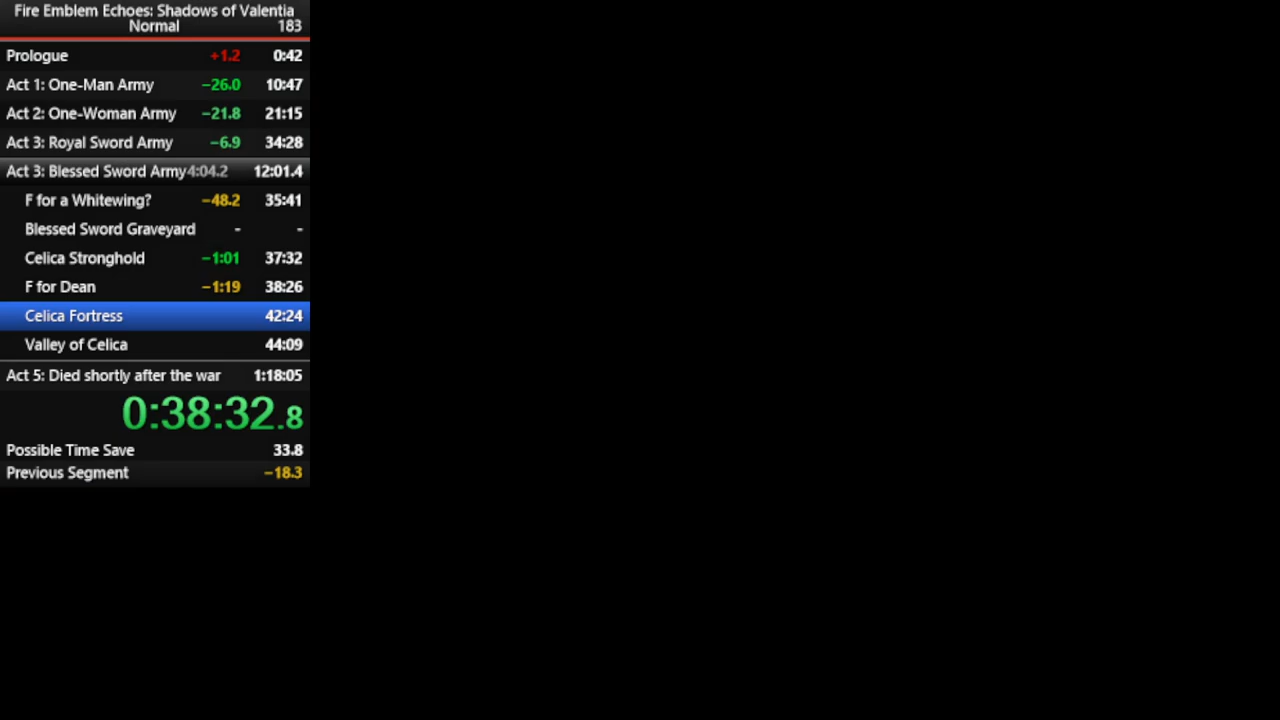 Fire Emblem Echoes: Shadows of Valentia
Normal 183
Prologue +1.2 0:42
Act 1: One-Man Army −26.0 10:47
Act 2: One-Woman Army −21.8 21:15
Act 3: Royal Sword Army −6.9 34:28
Act 3: Blessed Sword Army 4:04.2 12:01.4
F for a Whitewing? −48.2 35:41
Blessed Sword Graveyard - -
Celica Stronghold −1:01 37:32
F for Dean −1:19 38:26
Celica Fortress 42:24
Valley of Celica 44:09
Act 5: Died shortly after the war 1:18:05
0:38:32.8
Possible Time Save 33.8
Previous Segment −18.3